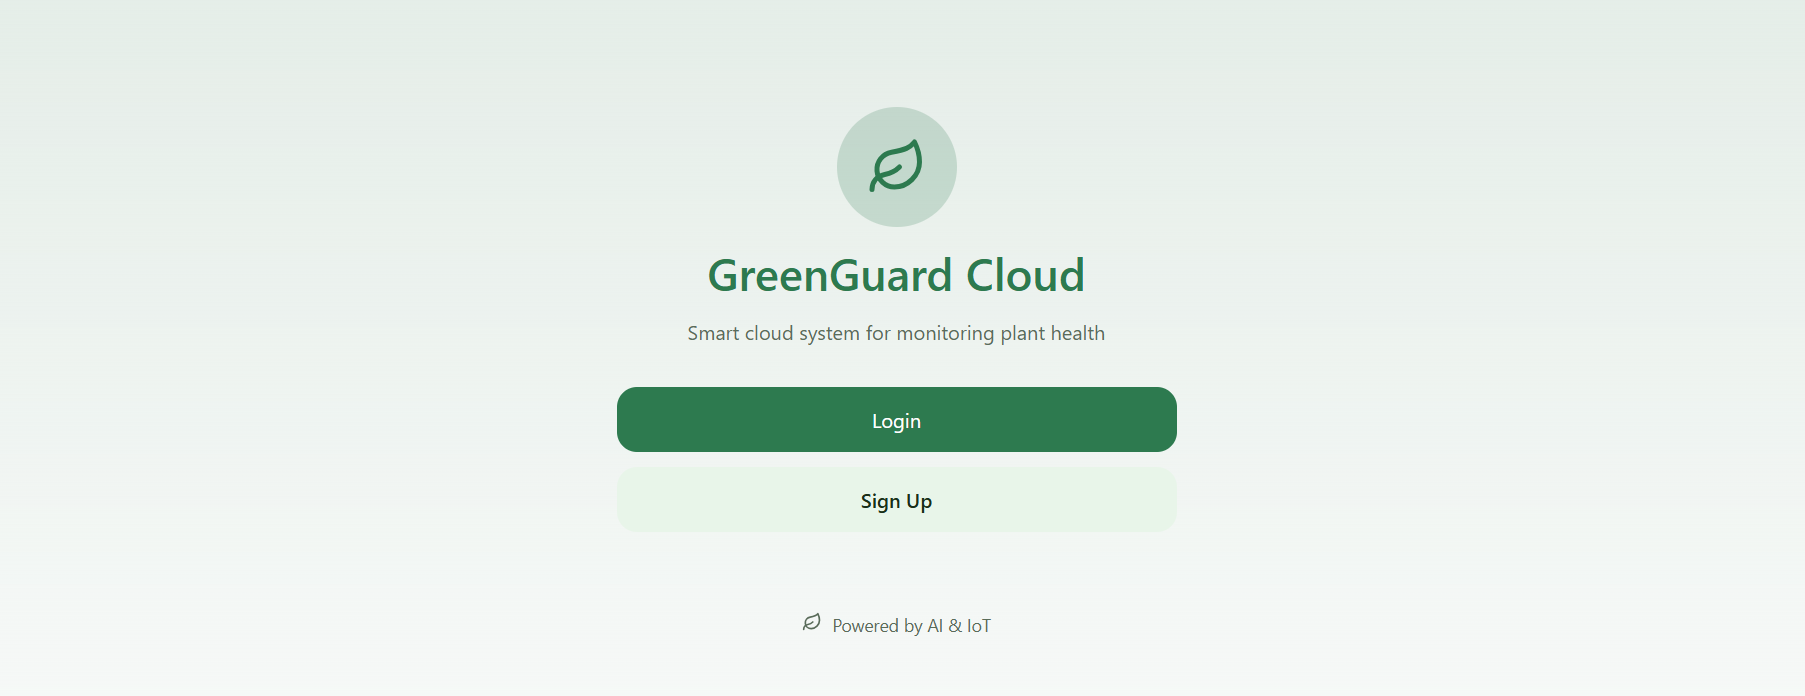 GreenGuard Cloud
Smart cloud system for monitoring plant health
Login
Sign Up
Powered by AI & IoT